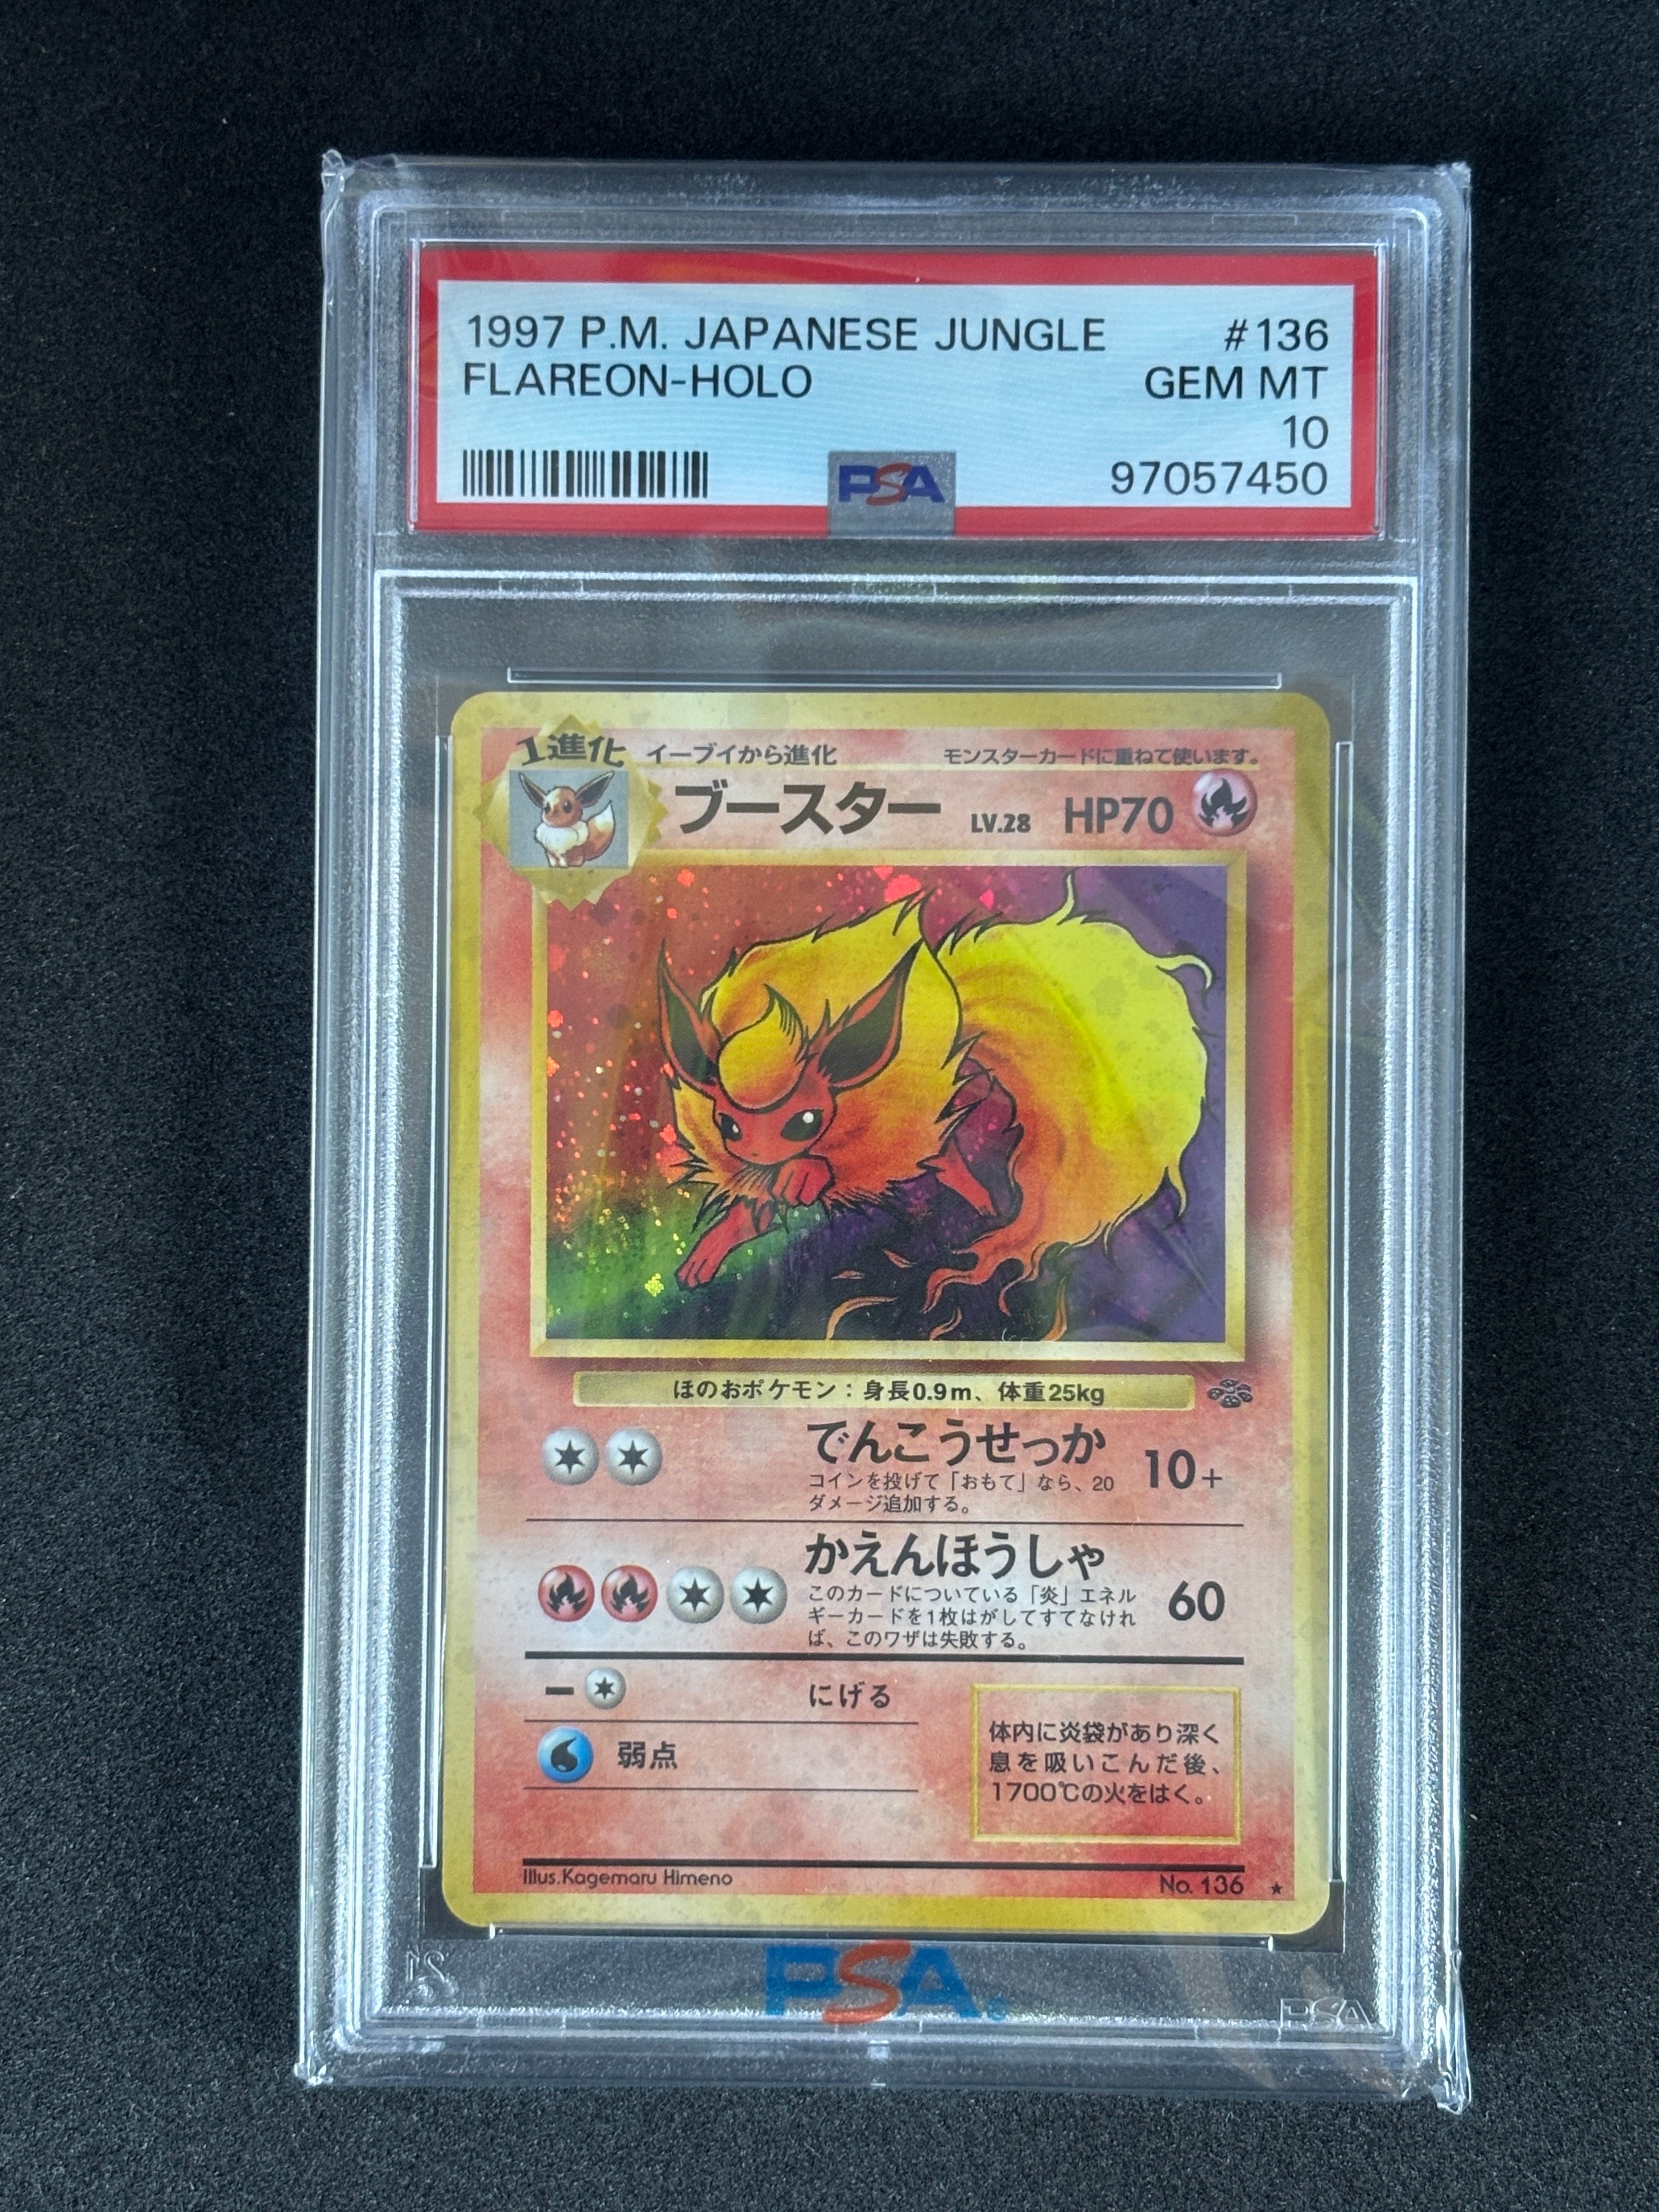 1997 P.M. JAPANESE JUNGLE #136
FLAREON-HOLO GEM MT
10
PSA 97057450
1進化 イーブイから進化 モンスターカードに重ねて使います。
ブースター LV.28 HP70
ほのおポケモン：身長0.9m、体重25kg
でんこうせっか 10+
コインを投げて「おもて」なら、20
ダメージ追加する。
かえんほうしゃ 60
このカードについている「炎」エネル
ギーカードを1枚はがしてすてなけれ
ば、このワザは失敗する。
にげる
弱点
体内に炎袋があり深く
息を吸いこんだ後、
1700℃の火をはく。
Illus.Kagemaru Himeno No. 136 ★
PSA
PSA